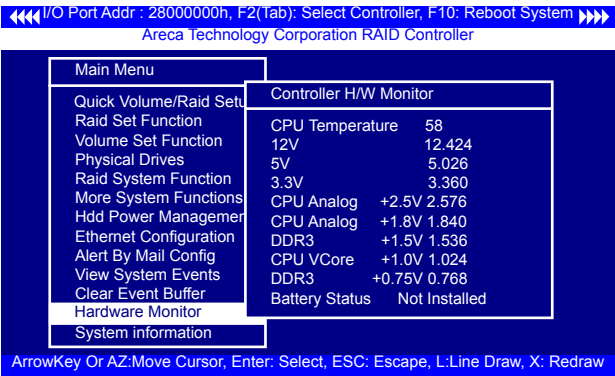 I/O Port Addr : 28000000h, F2(Tab): Select Controller, F10: Reboot System
Areca Technology Corporation RAID Controller
Main Menu
Quick Volume/Raid Setu
Raid Set Function
Volume Set Function
Physical Drives
Raid System Function
More System Functions
Hdd Power Managemer
Ethernet Configuration
Alert By Mail Config
View System Events
Clear Event Buffer
Hardware Monitor
System information
Controller H/W Monitor
CPU Temperature 58
12V 12.424
5V 5.026
3.3V 3.360
CPU Analog +2.5V 2.576
CPU Analog +1.8V 1.840
DDR3 +1.5V 1.536
CPU VCore +1.0V 1.024
DDR3 +0.75V 0.768
Battery Status Not Installed
ArrowKey Or AZ:Move Cursor, Enter: Select, ESC: Escape, L:Line Draw, X: Redraw